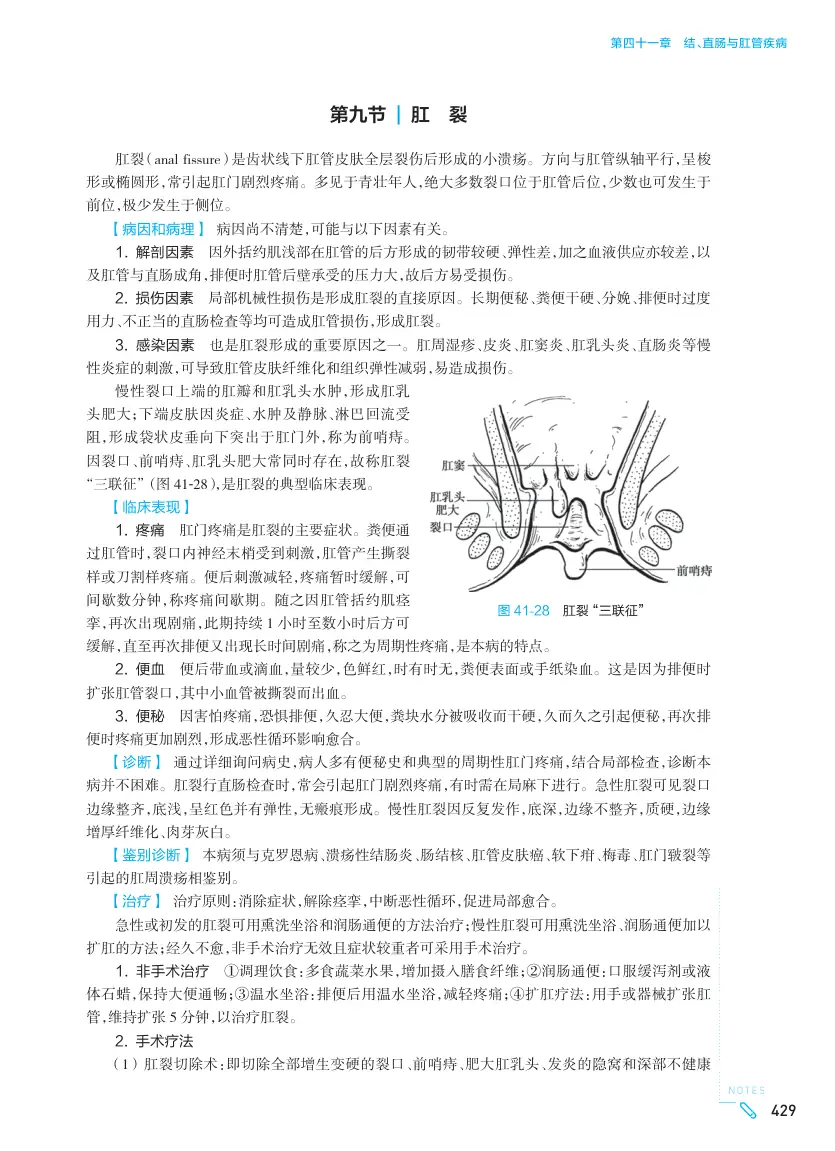 第四十一章 结、直肠与肛管疾病
第九节 | 肛 裂
肛裂(anal fissure)是齿状线下肛管皮肤全层裂伤后形成的小溃疡。方向与肛管纵轴平行,呈梭
形或椭圆形,常引起肛门剧烈疼痛。多见于青壮年人,绝大多数裂口位于肛管后位,少数也可发生于
前位,极少发生于侧位。
【病因和病理】 病因尚不清楚,可能与以下因素有关。
1. 解剖因素 因外括约肌浅部在肛管的后方形成的韧带较硬、弹性差,加之血液供应亦较差,以
及肛管与直肠成角,排便时肛管后壁承受的压力大,故后方易受损伤。
2. 损伤因素 局部机械性损伤是形成肛裂的直接原因。长期便秘、粪便干硬、分娩、排便时过度
用力、不正当的直肠检查等均可造成肛管损伤,形成肛裂。
3. 感染因素 也是肛裂形成的重要原因之一。肛周湿疹、皮炎、肛窦炎、肛乳头炎、直肠炎等慢
性炎症的刺激,可导致肛管皮肤纤维化和组织弹性减弱,易造成损伤。
慢性裂口上端的肛瓣和肛乳头水肿,形成肛乳
头肥大;下端皮肤因炎症、水肿及静脉、淋巴回流受
阻,形成袋状皮垂向下突出于肛门外,称为前哨痔。
因裂口、前哨痔、肛乳头肥大常同时存在,故称肛裂
“三联征”(图 41-28),是肛裂的典型临床表现。
【临床表现】
1. 疼痛 肛门疼痛是肛裂的主要症状。粪便通
过肛管时,裂口内神经末梢受到刺激,肛管产生撕裂
样或刀割样疼痛。便后刺激减轻,疼痛暂时缓解,可
间歇数分钟,称疼痛间歇期。随之因肛管括约肌痉
挛,再次出现剧痛,此期持续 1 小时至数小时后方可
缓解,直至再次排便又出现长时间剧痛,称之为周期性疼痛,是本病的特点。
肛窦
肛乳头
肥大
裂口
前哨痔
图 41-28 肛裂“三联征”
2. 便血 便后带血或滴血,量较少,色鲜红,时有时无,粪便表面或手纸染血。这是因为排便时
扩张肛管裂口,其中小血管被撕裂而出血。
3. 便秘 因害怕疼痛,恐惧排便,久忍大便,粪块水分被吸收而干硬,久而久之引起便秘,再次排
便时疼痛更加剧烈,形成恶性循环影响愈合。
【诊断】 通过详细询问病史,病人多有便秘史和典型的周期性肛门疼痛,结合局部检查,诊断本
病并不困难。肛裂行直肠检查时,常会引起肛门剧烈疼痛,有时需在局麻下进行。急性肛裂可见裂口
边缘整齐,底浅,呈红色并有弹性,无瘢痕形成。慢性肛裂因反复发作,底深,边缘不整齐,质硬,边缘
增厚纤维化、肉芽灰白。
【鉴别诊断】 本病须与克罗恩病、溃疡性结肠炎、肠结核、肛管皮肤癌、软下疳、梅毒、肛门皲裂等
引起的肛周溃疡相鉴别。
【治疗】 治疗原则:消除症状,解除痉挛,中断恶性循环,促进局部愈合。
急性或初发的肛裂可用熏洗坐浴和润肠通便的方法治疗;慢性肛裂可用熏洗坐浴、润肠通便加以
扩肛的方法;经久不愈,非手术治疗无效且症状较重者可采用手术治疗。
1. 非手术治疗 ①调理饮食:多食蔬菜水果,增加摄入膳食纤维;②润肠通便:口服缓泻剂或液
体石蜡,保持大便通畅;③温水坐浴:排便后用温水坐浴,减轻疼痛;④扩肛疗法:用手或器械扩张肛
管,维持扩张 5 分钟,以治疗肛裂。
2. 手术疗法
(1)肛裂切除术:即切除全部增生变硬的裂口、前哨痔、肥大肛乳头、发炎的隐窝和深部不健康
NOTES
429